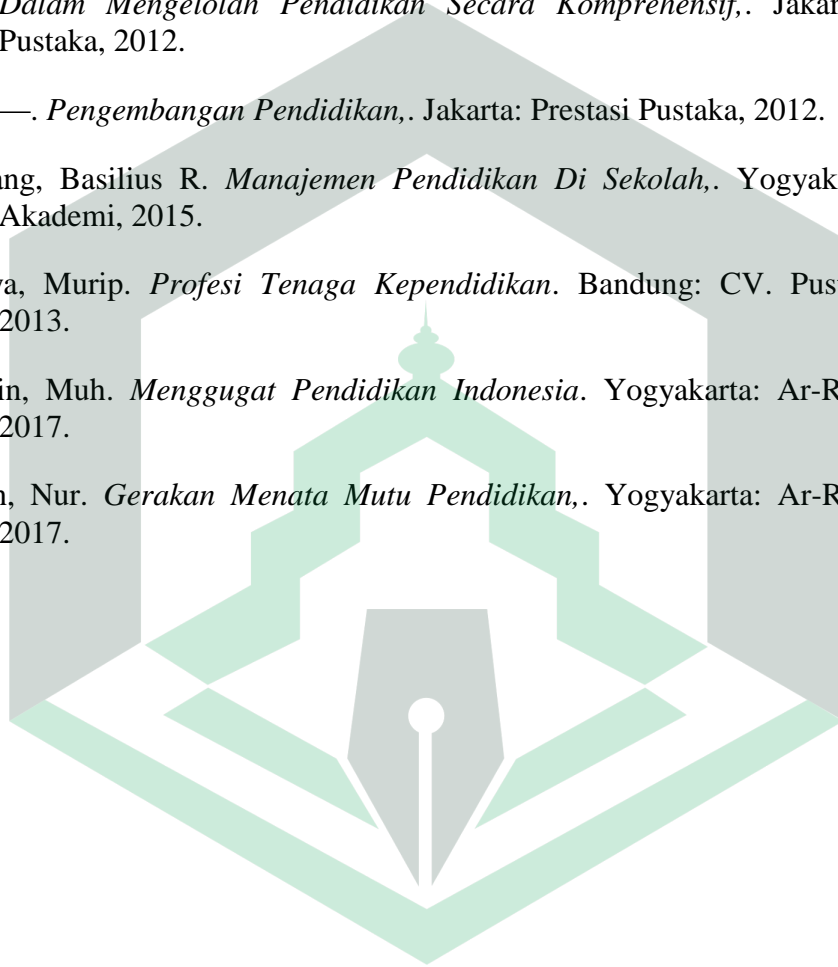 Dalam Mengelolah Pendidikan Secara Komprehensif,. Jakar
Pustaka, 2012.
—. Pengembangan Pendidikan,. Jakarta: Prestasi Pustaka, 2012.
ang, Basilius R. Manajemen Pendidikan Di Sekolah,. Yogyak
Akademi, 2015.
a, Murip. Profesi Tenaga Kependidikan. Bandung: CV. Pus
2013.
in, Muh. Menggugat Pendidikan Indonesia. Yogyakarta: Ar-R
2017.
, Nur. Gerakan Menata Mutu Pendidikan,. Yogyakarta: Ar-R
2017.